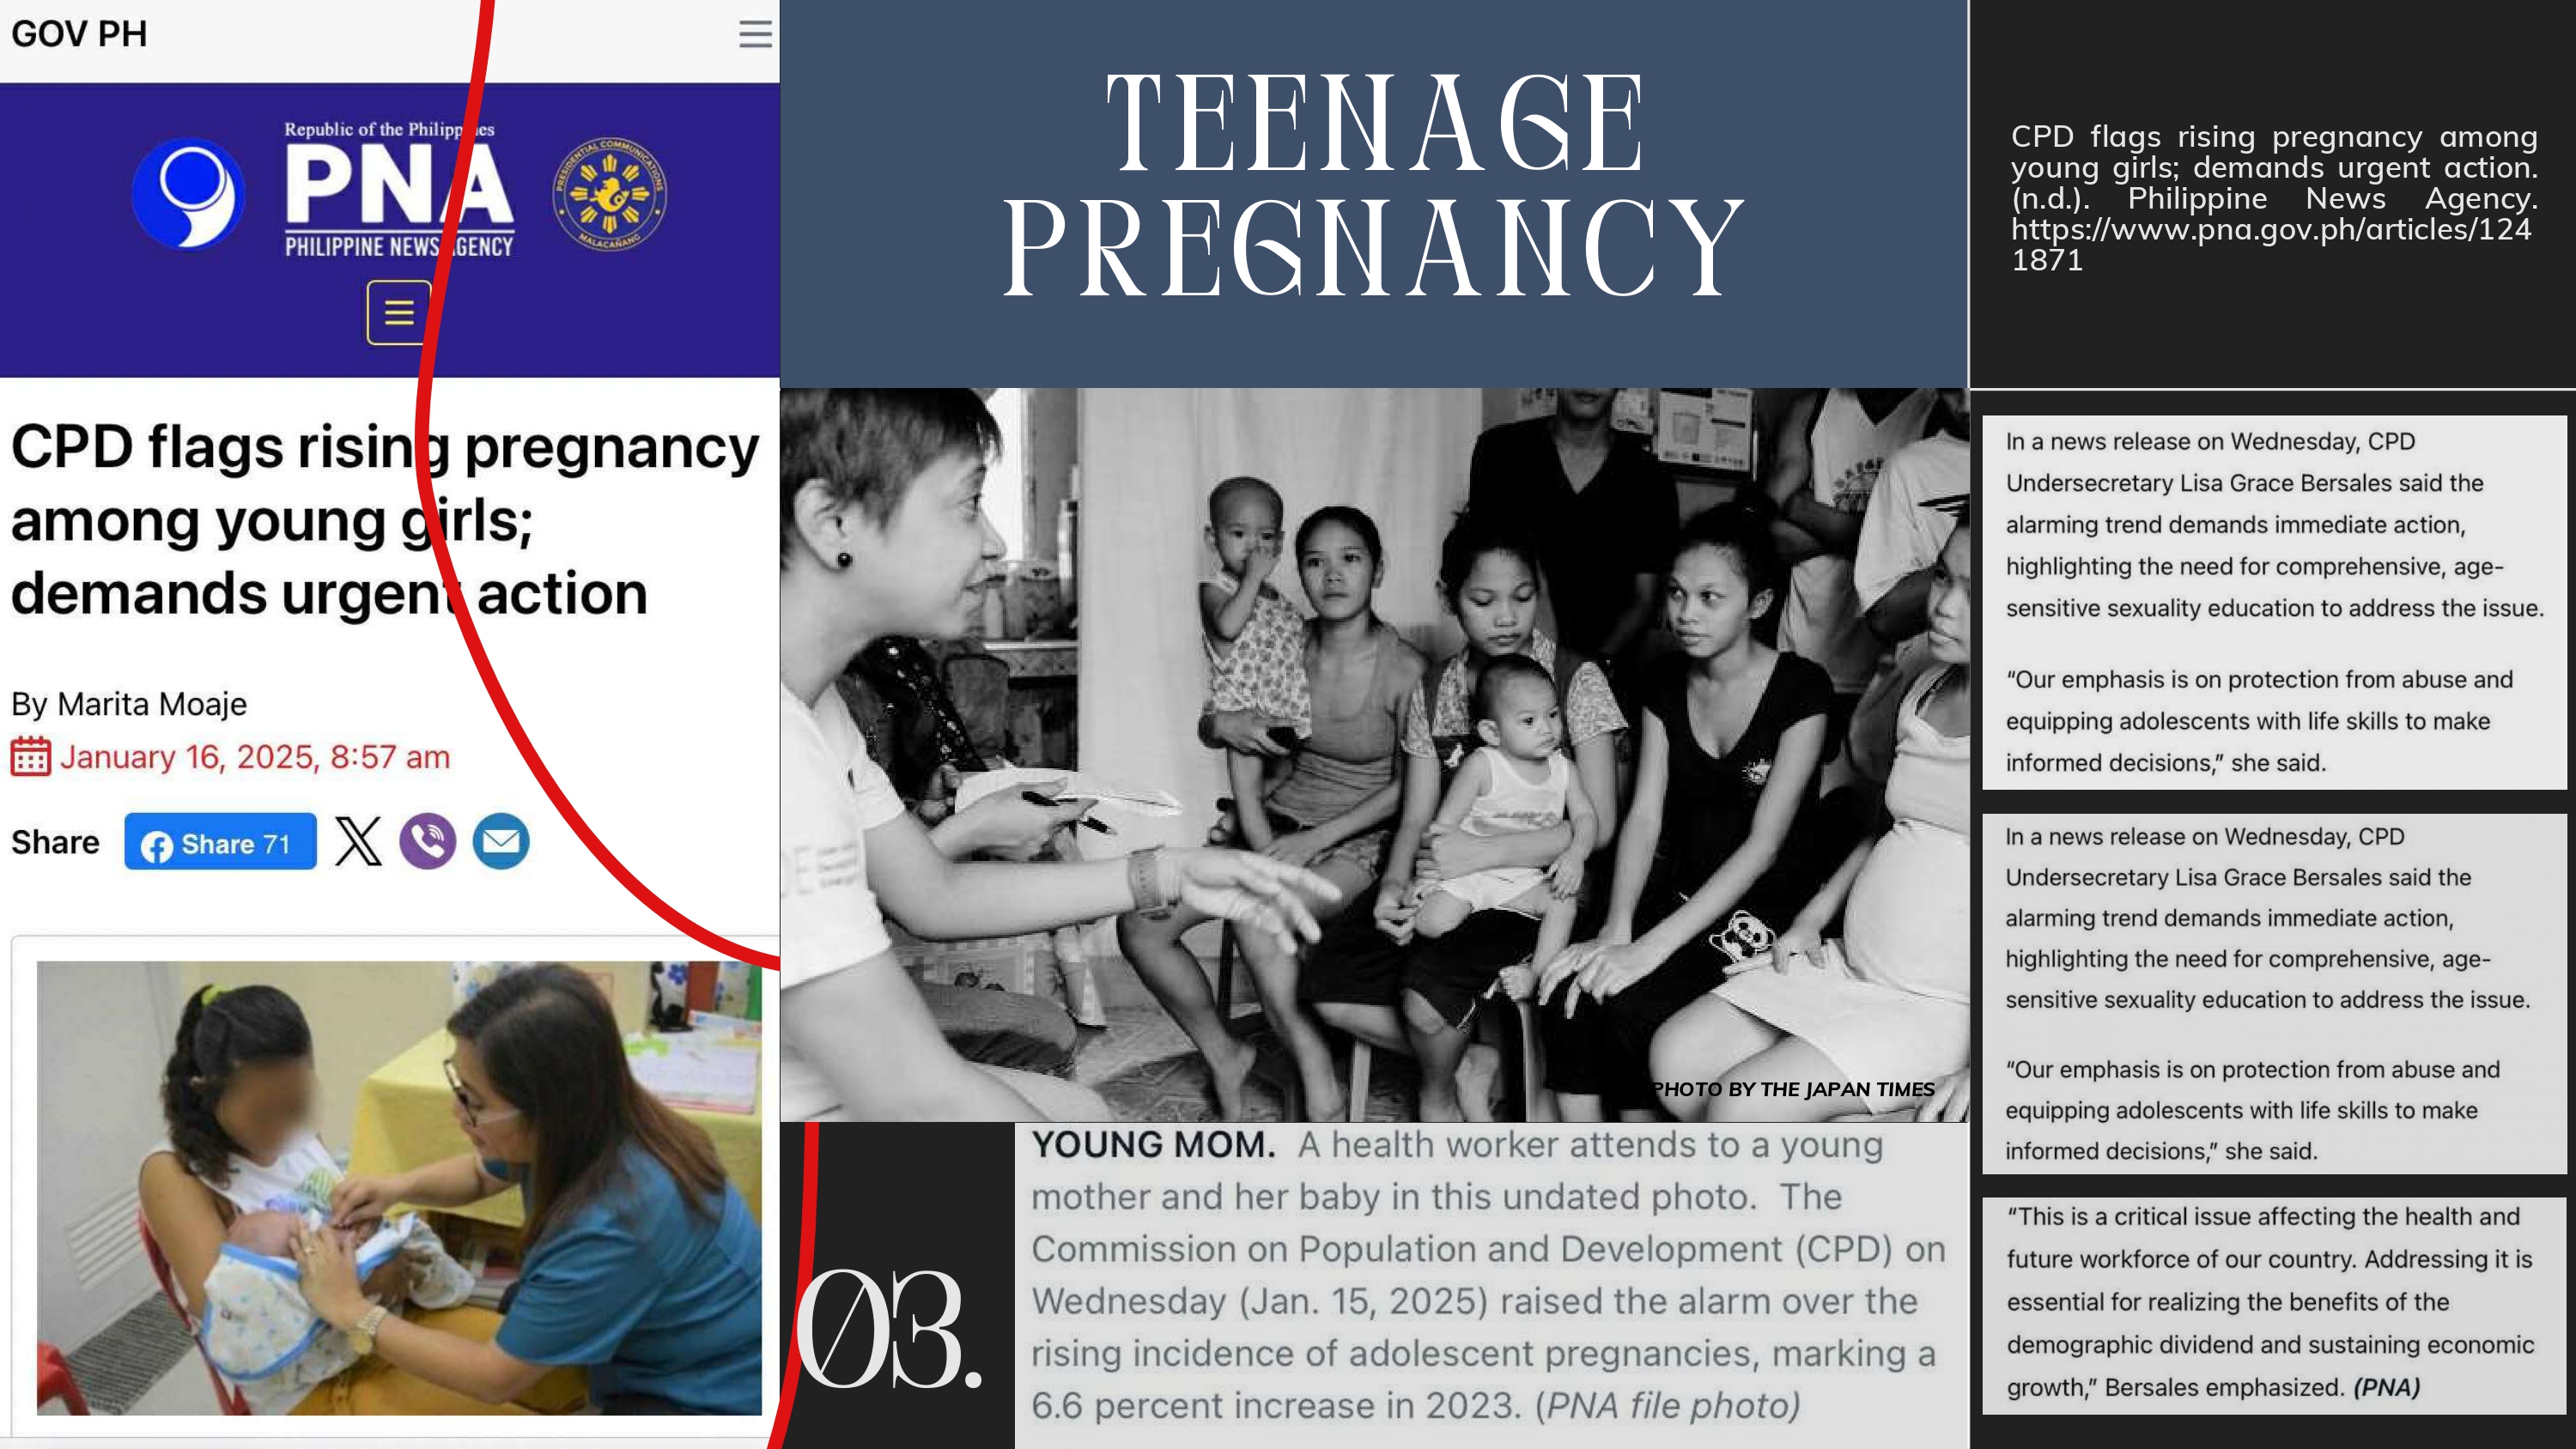 GOV PH
Republic of the Philippines
PNA
PHILIPPINE NEWS AGENCY
PRESIDENTIAL COMMUNICATIONS
MALACAÑANG
CPD flags rising pregnancy
among young girls;
demands urgent action
By Marita Moaje
January 16, 2025, 8:57 am
Share
Share 71
TEENAGE
PREGNANCY
PHOTO BY THE JAPAN TIMES
03.
YOUNG MOM. A health worker attends to a young
mother and her baby in this undated photo. The
Commission on Population and Development (CPD) on
Wednesday (Jan. 15, 2025) raised the alarm over the
rising incidence of adolescent pregnancies, marking a
6.6 percent increase in 2023. (PNA file photo)
CPD flags rising pregnancy among
young girls; demands urgent action.
(n.d.). Philippine News Agency.
https://www.pna.gov.ph/articles/124
1871
In a news release on Wednesday, CPD
Undersecretary Lisa Grace Bersales said the
alarming trend demands immediate action,
highlighting the need for comprehensive, age-
sensitive sexuality education to address the issue.
“Our emphasis is on protection from abuse and
equipping adolescents with life skills to make
informed decisions,” she said.
In a news release on Wednesday, CPD
Undersecretary Lisa Grace Bersales said the
alarming trend demands immediate action,
highlighting the need for comprehensive, age-
sensitive sexuality education to address the issue.
“Our emphasis is on protection from abuse and
equipping adolescents with life skills to make
informed decisions,” she said.
“This is a critical issue affecting the health and
future workforce of our country. Addressing it is
essential for realizing the benefits of the
demographic dividend and sustaining economic
growth,” Bersales emphasized. (PNA)